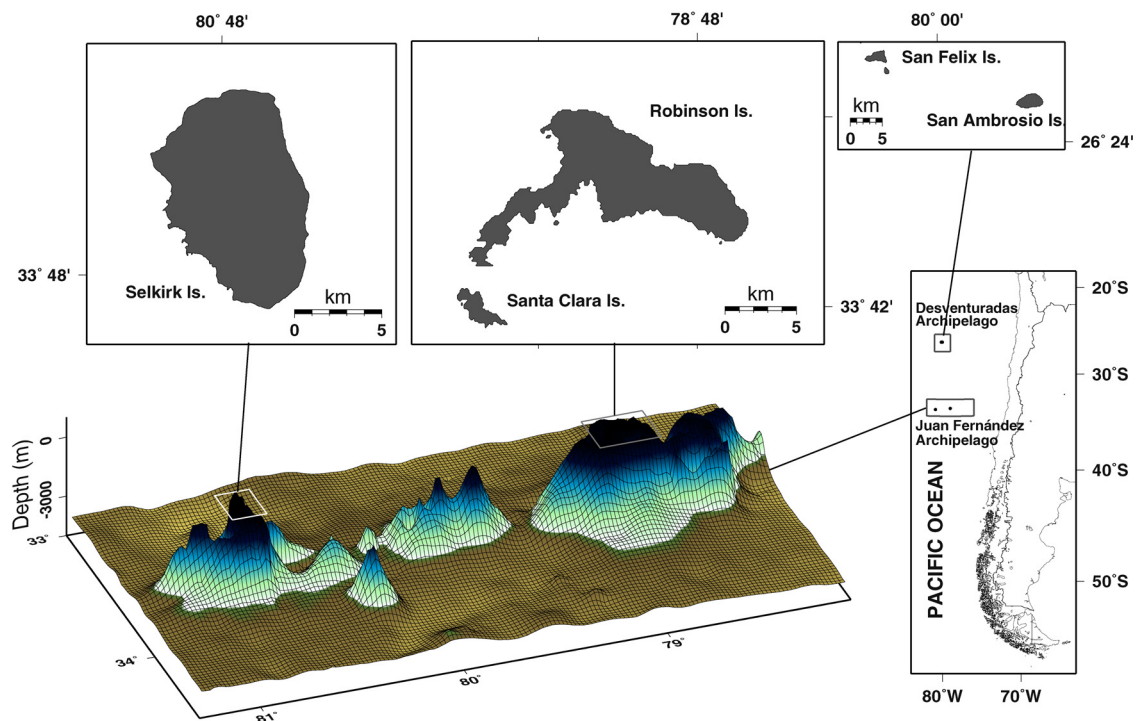 80° 48'
78° 48'
80° 00'
San Felix Is.
km
0 5
San Ambrosio Is.
26° 24'
Robinson Is.
33° 48'
Selkirk Is.
km
0 5
Santa Clara Is.
km
0 5
33° 42'
20°S
Desventuradas
Archipelago
30°S
Juan Fernández
Archipelago
40°S
50°S
PACIFIC OCEAN
80°W 70°W
Depth (m)
0
-3000
33°
34°
81°
80°
79°